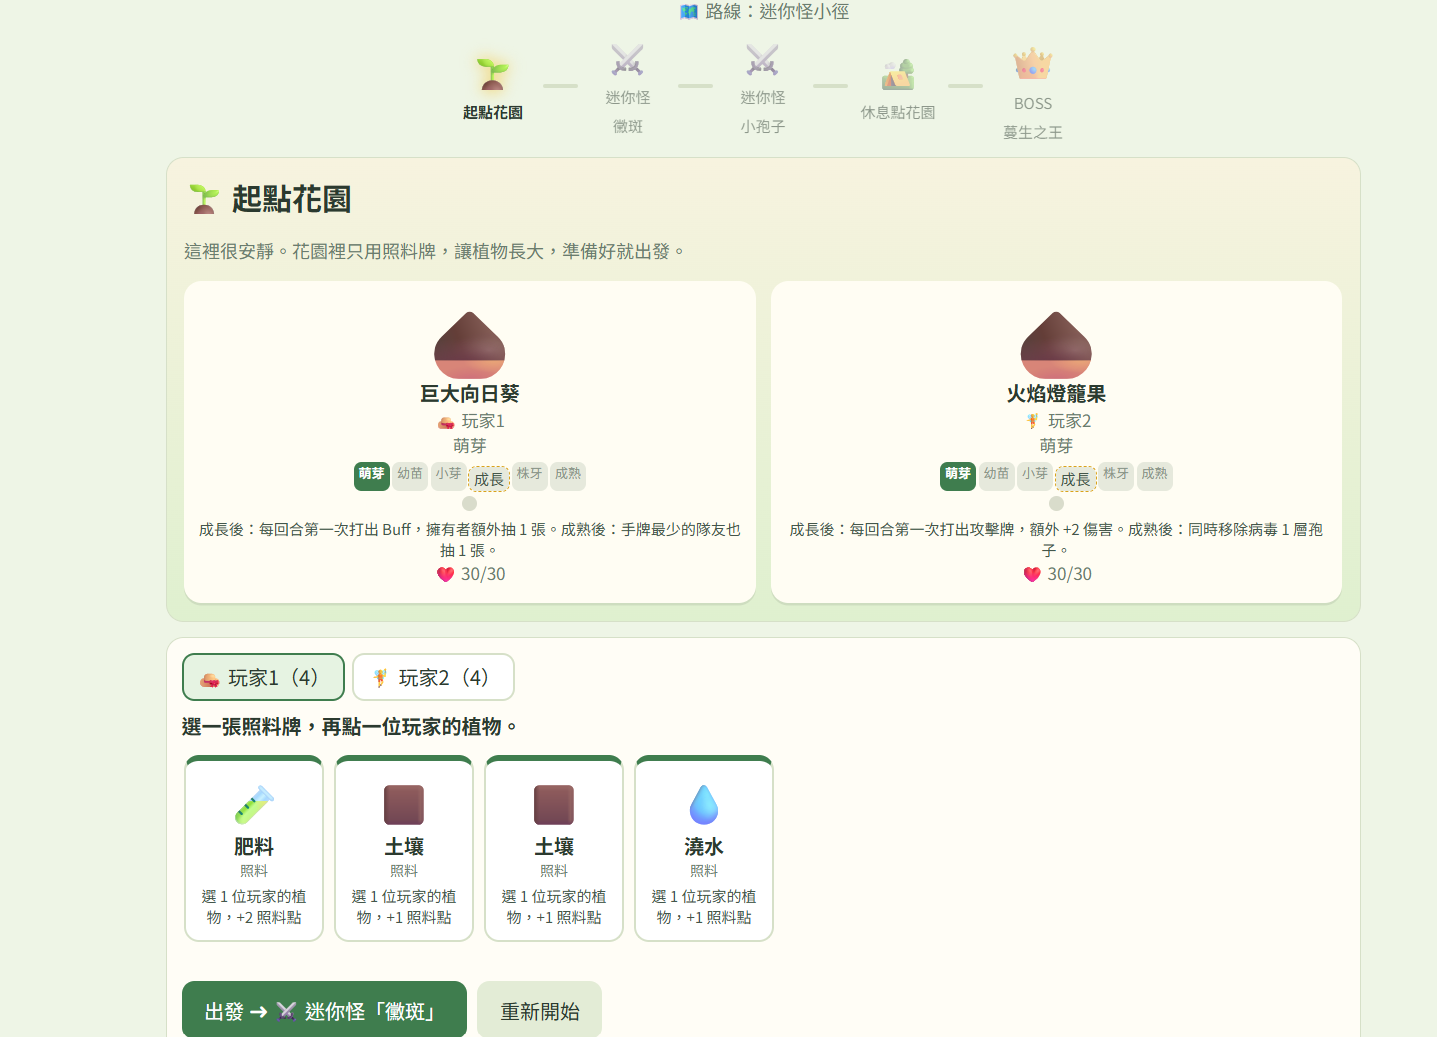 路線：迷你怪小徑
起點花園
迷你怪
黴斑
迷你怪
小孢子
休息點花園
BOSS
蔓生之王
起點花園
這裡很安靜。花園裡只用照料牌，讓植物長大，準備好就出發。
巨大向日葵
玩家1
萌芽
萌芽 幼苗 小芽 成長 株牙 成熟
成長後：每回合第一次打出 Buff，擁有者額外抽 1 張。成熟後：手牌最少的隊友也
抽 1 張。
30/30
火焰燈籠果
玩家2
萌芽
萌芽 幼苗 小芽 成長 株牙 成熟
成長後：每回合第一次打出攻擊牌，額外 +2 傷害。成熟後：同時移除病毒 1 層孢
子。
30/30
玩家1（4） 玩家2（4）
選一張照料牌，再點一位玩家的植物。
肥料
照料
選 1 位玩家的植
物，+2 照料點
土壤
照料
選 1 位玩家的植
物，+1 照料點
土壤
照料
選 1 位玩家的植
物，+1 照料點
澆水
照料
選 1 位玩家的植
物，+1 照料點
出發 → 迷你怪「黴斑」 重新開始